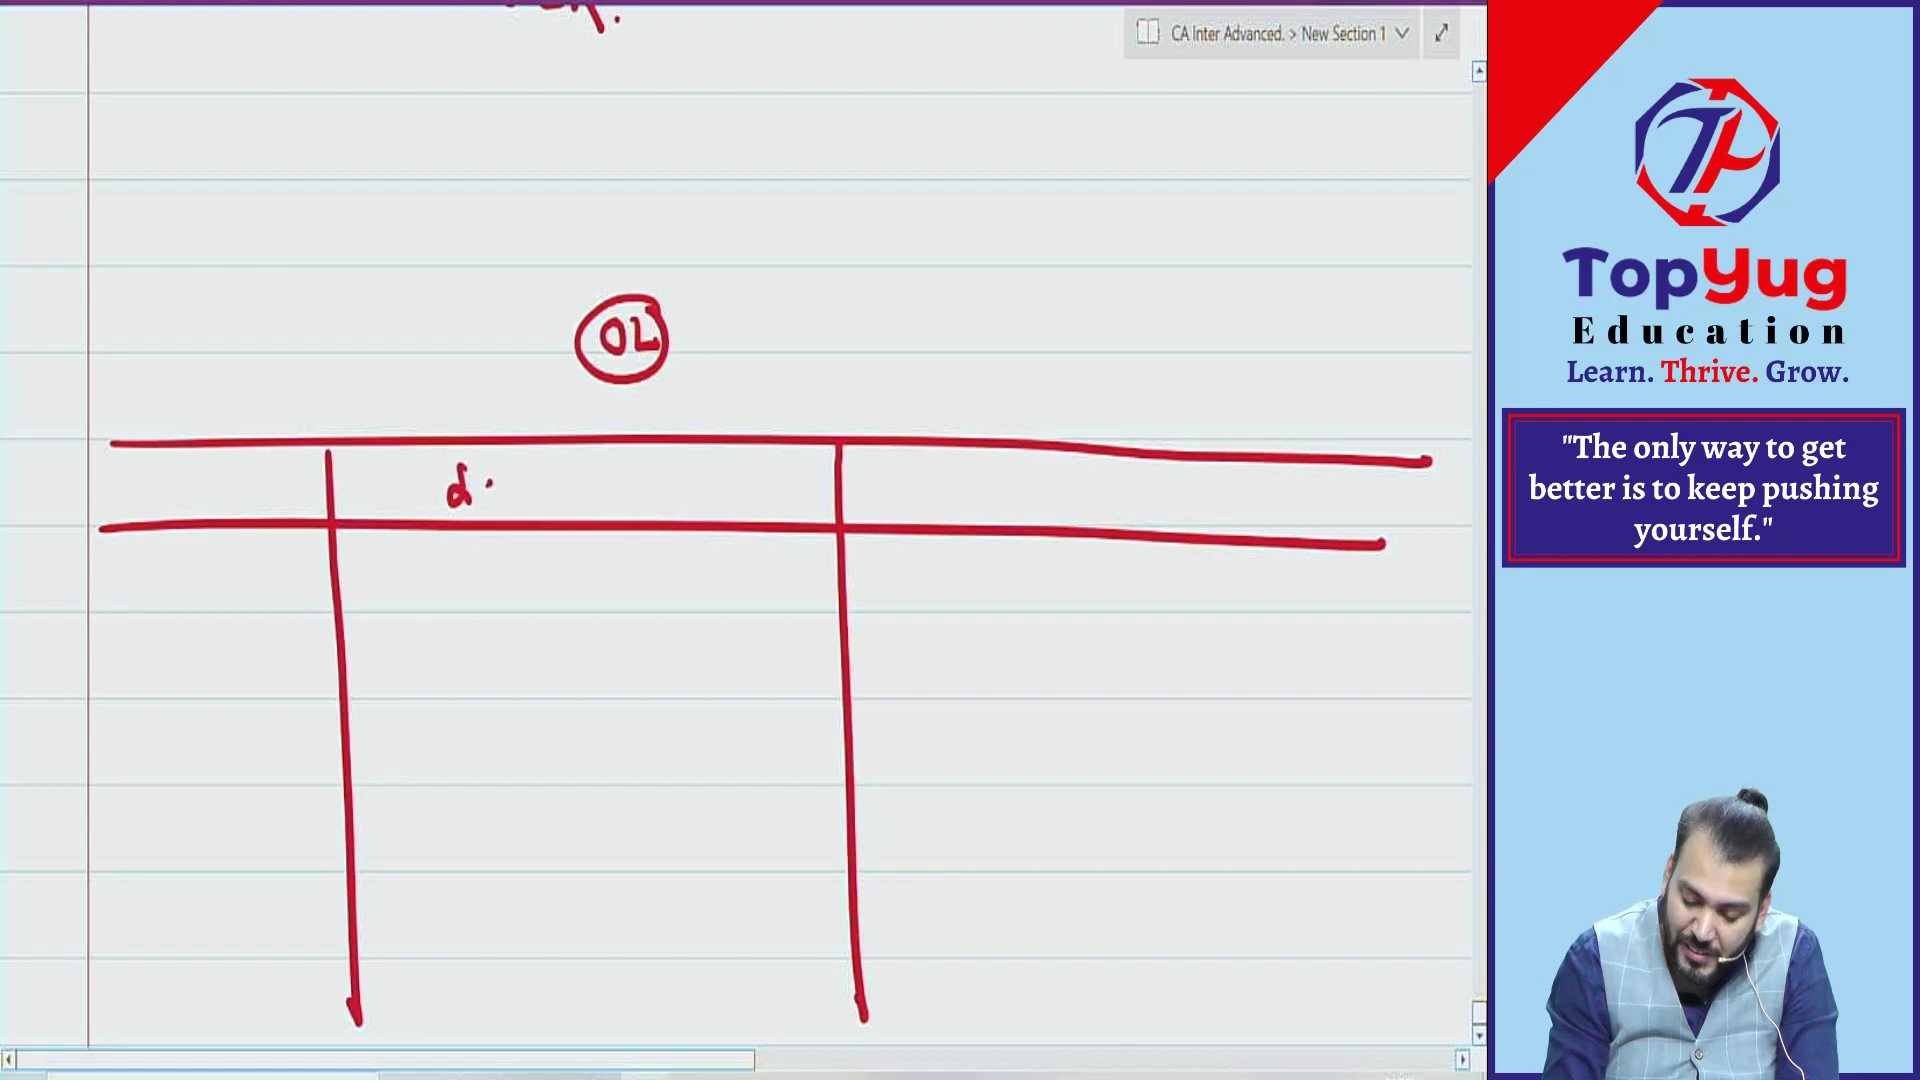 CA Inter Advanced. > New Section 1
OL
TopYug
Education
Learn. Thrive. Grow.
"The only way to get
better is to keep pushing
yourself."